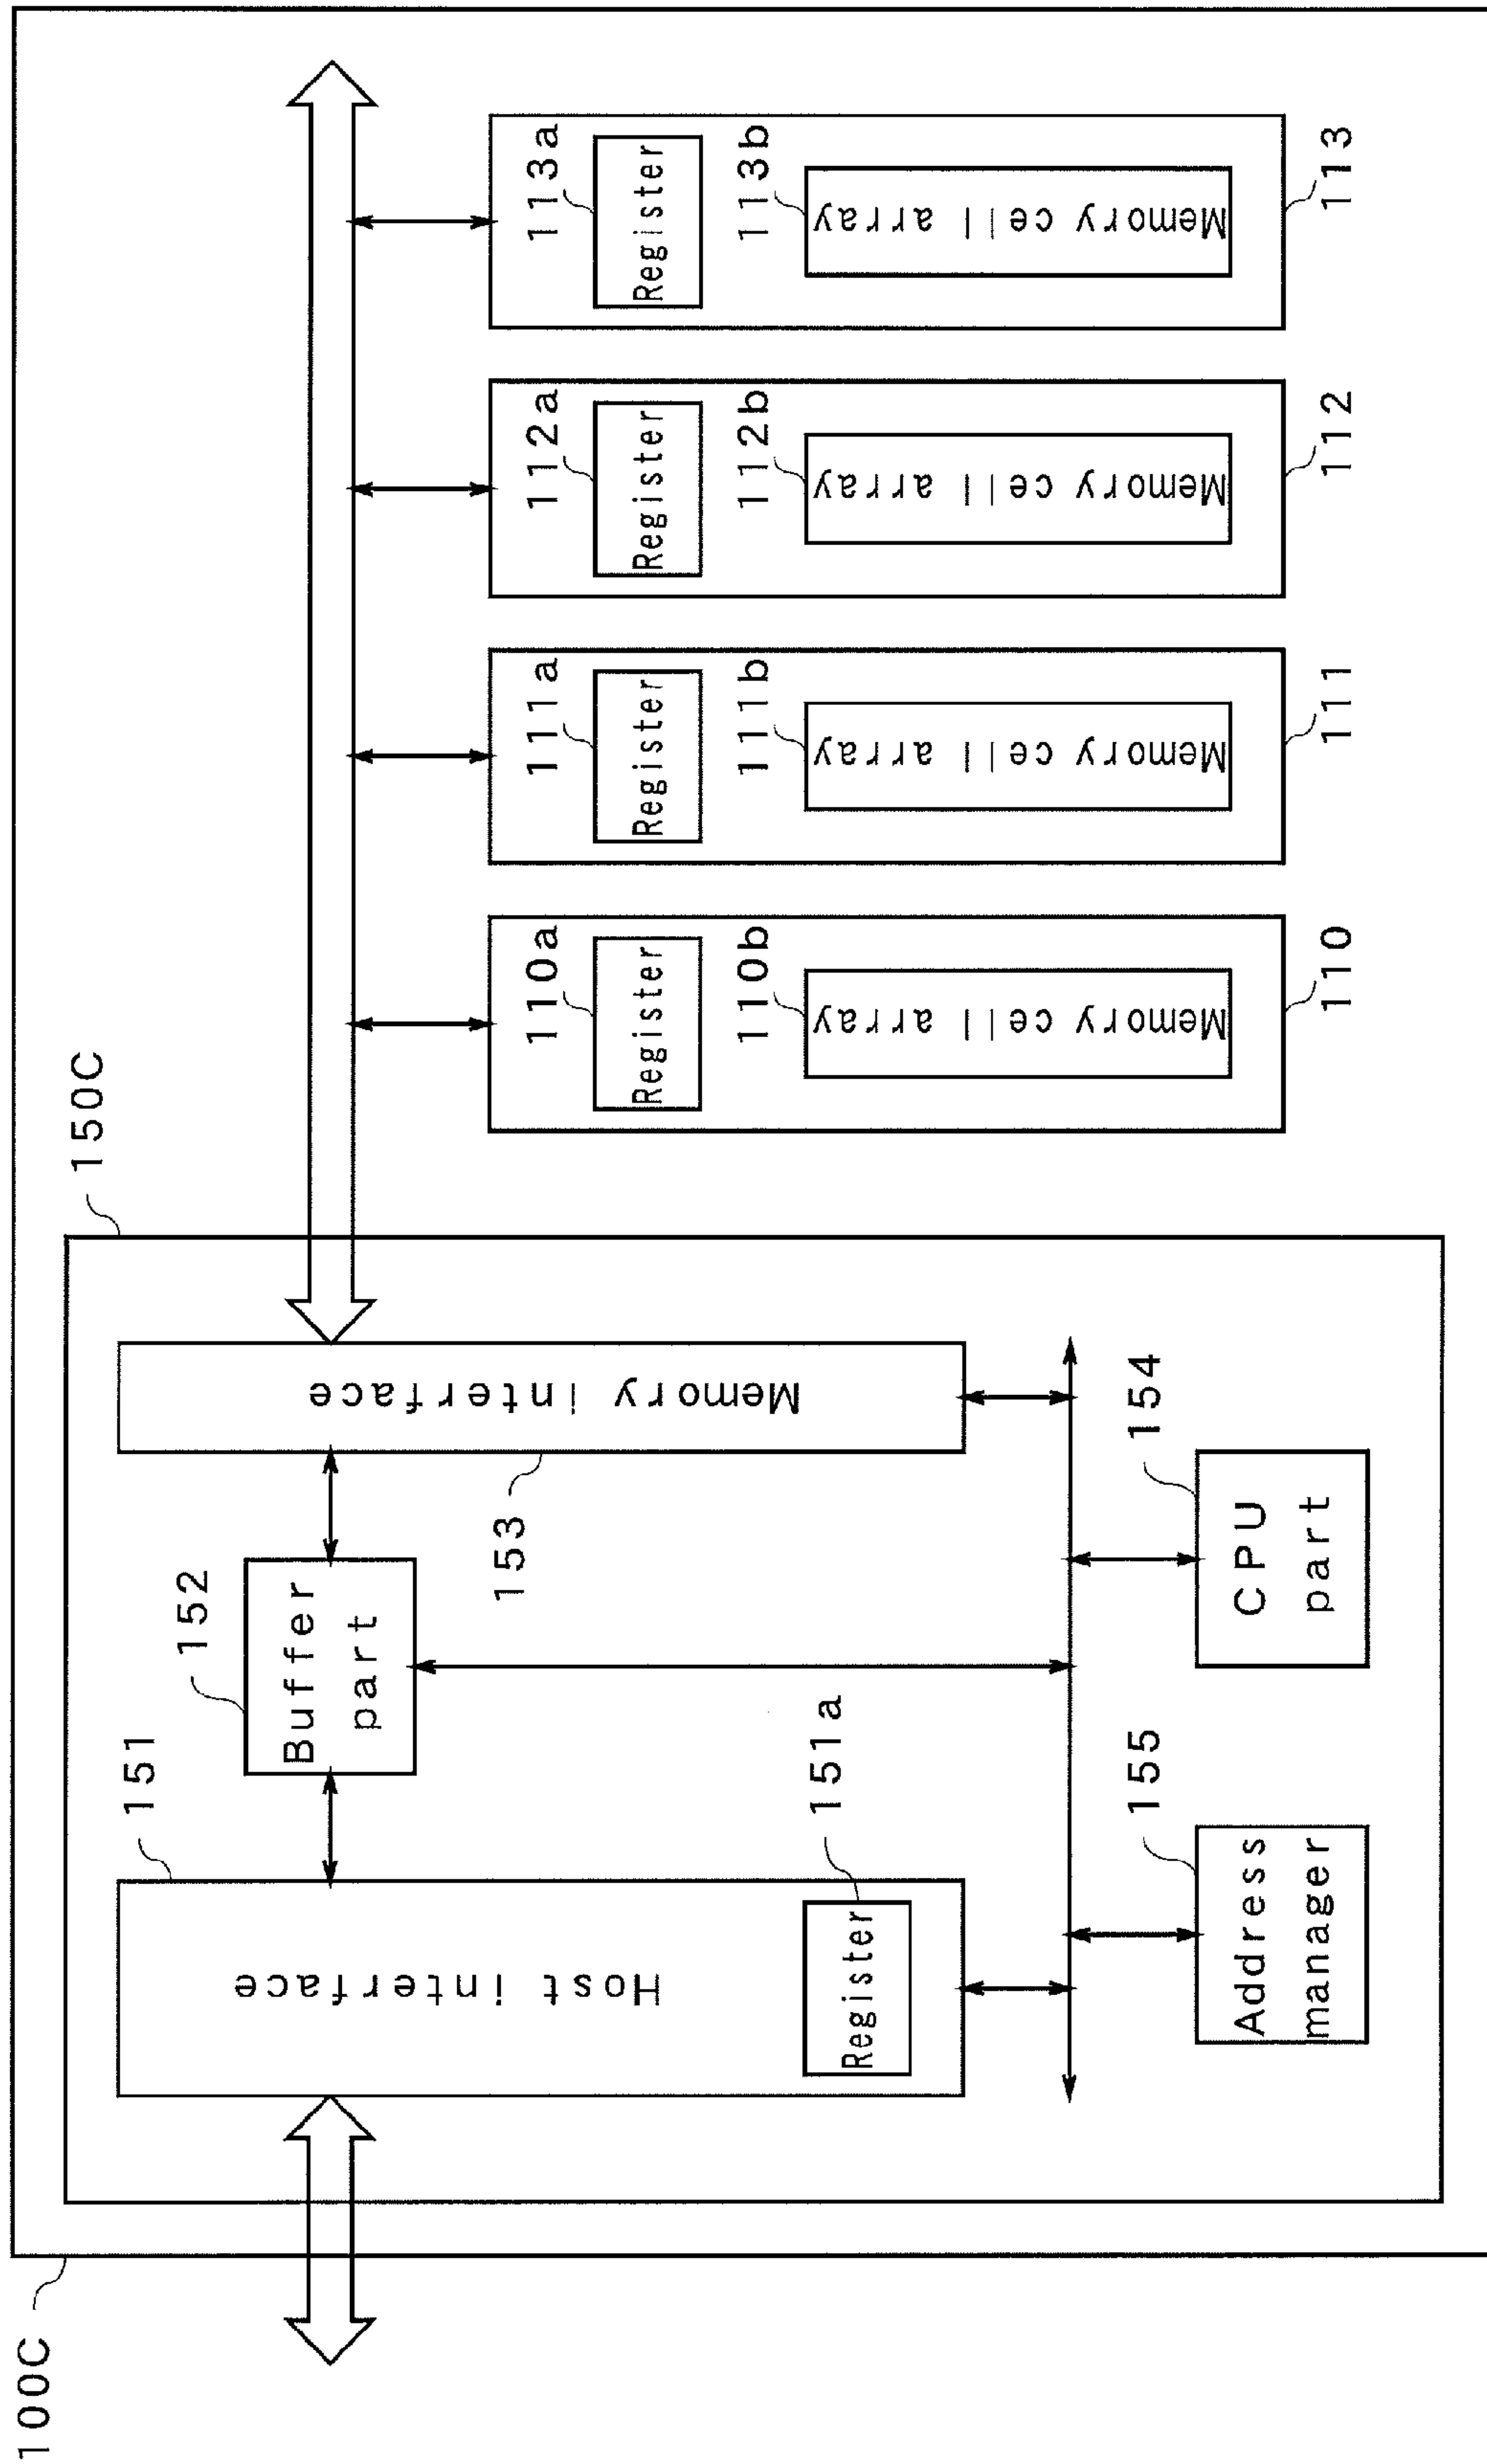 100C
150C
151
Host interface
Register
151a
152
Buffer
part
153
Memory interface
154
CPU
part
155
Address
manager
110a
Register
110b
Memory cell array
110
111a
Register
111b
Memory cell array
111
112a
Register
112b
Memory cell array
112
113a
Register
113b
Memory cell array
113